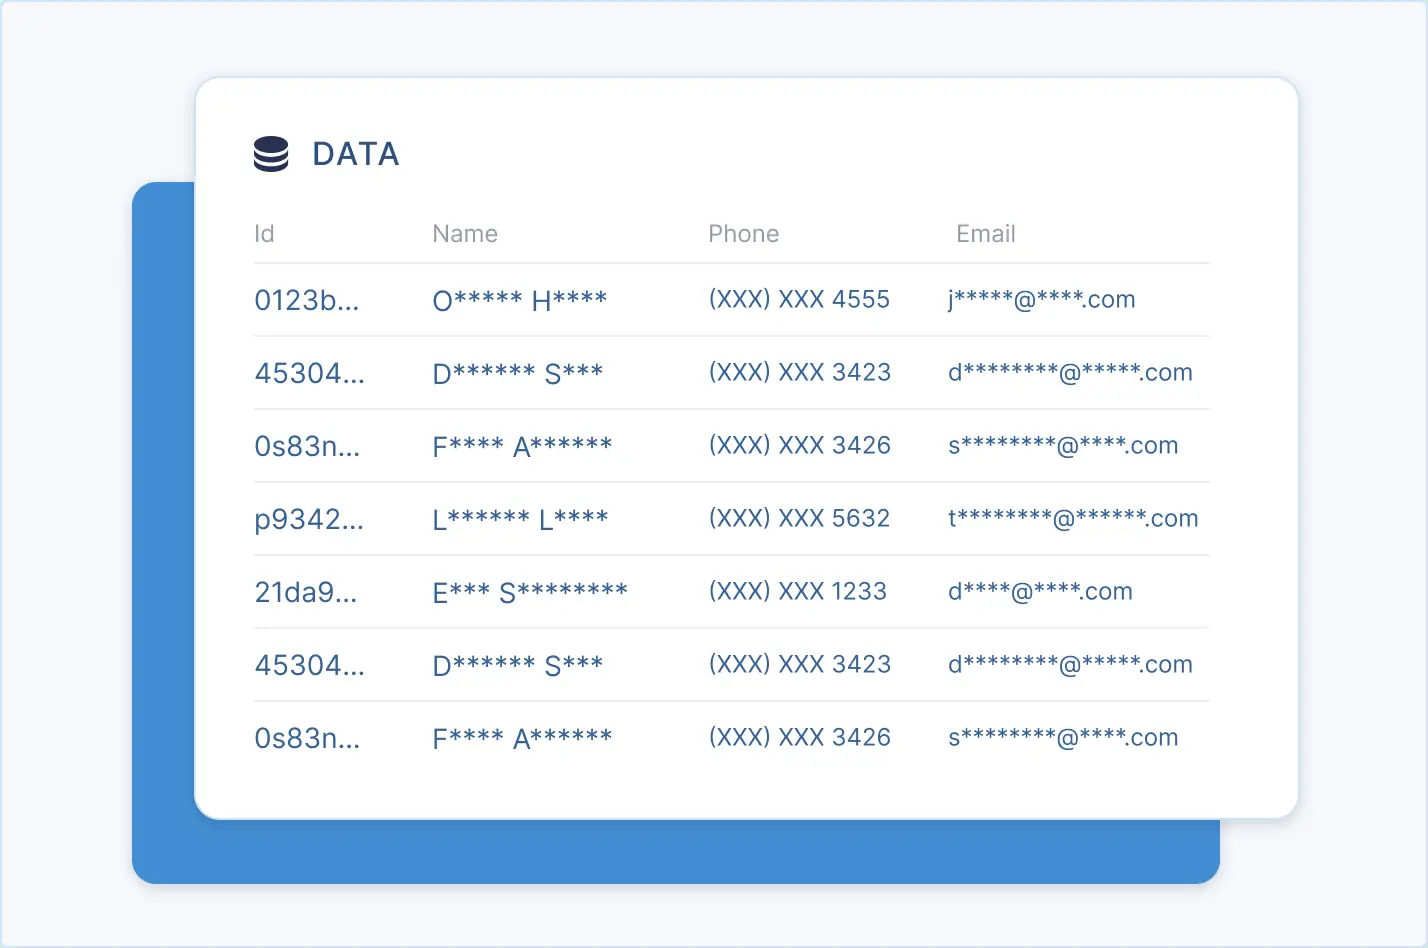 DATA
Id Name Phone Email
0123b... O***** H**** (XXX) XXX 4555 j*****@****.com
45304... D****** S*** (XXX) XXX 3423 d********@*****.com
0s83n... F**** A****** (XXX) XXX 3426 s********@****.com
p9342... L****** L**** (XXX) XXX 5632 t********@******.com
21da9... E*** S******** (XXX) XXX 1233 d****@****.com
45304... D****** S*** (XXX) XXX 3423 d********@*****.com
0s83n... F**** A****** (XXX) XXX 3426 s********@****.com